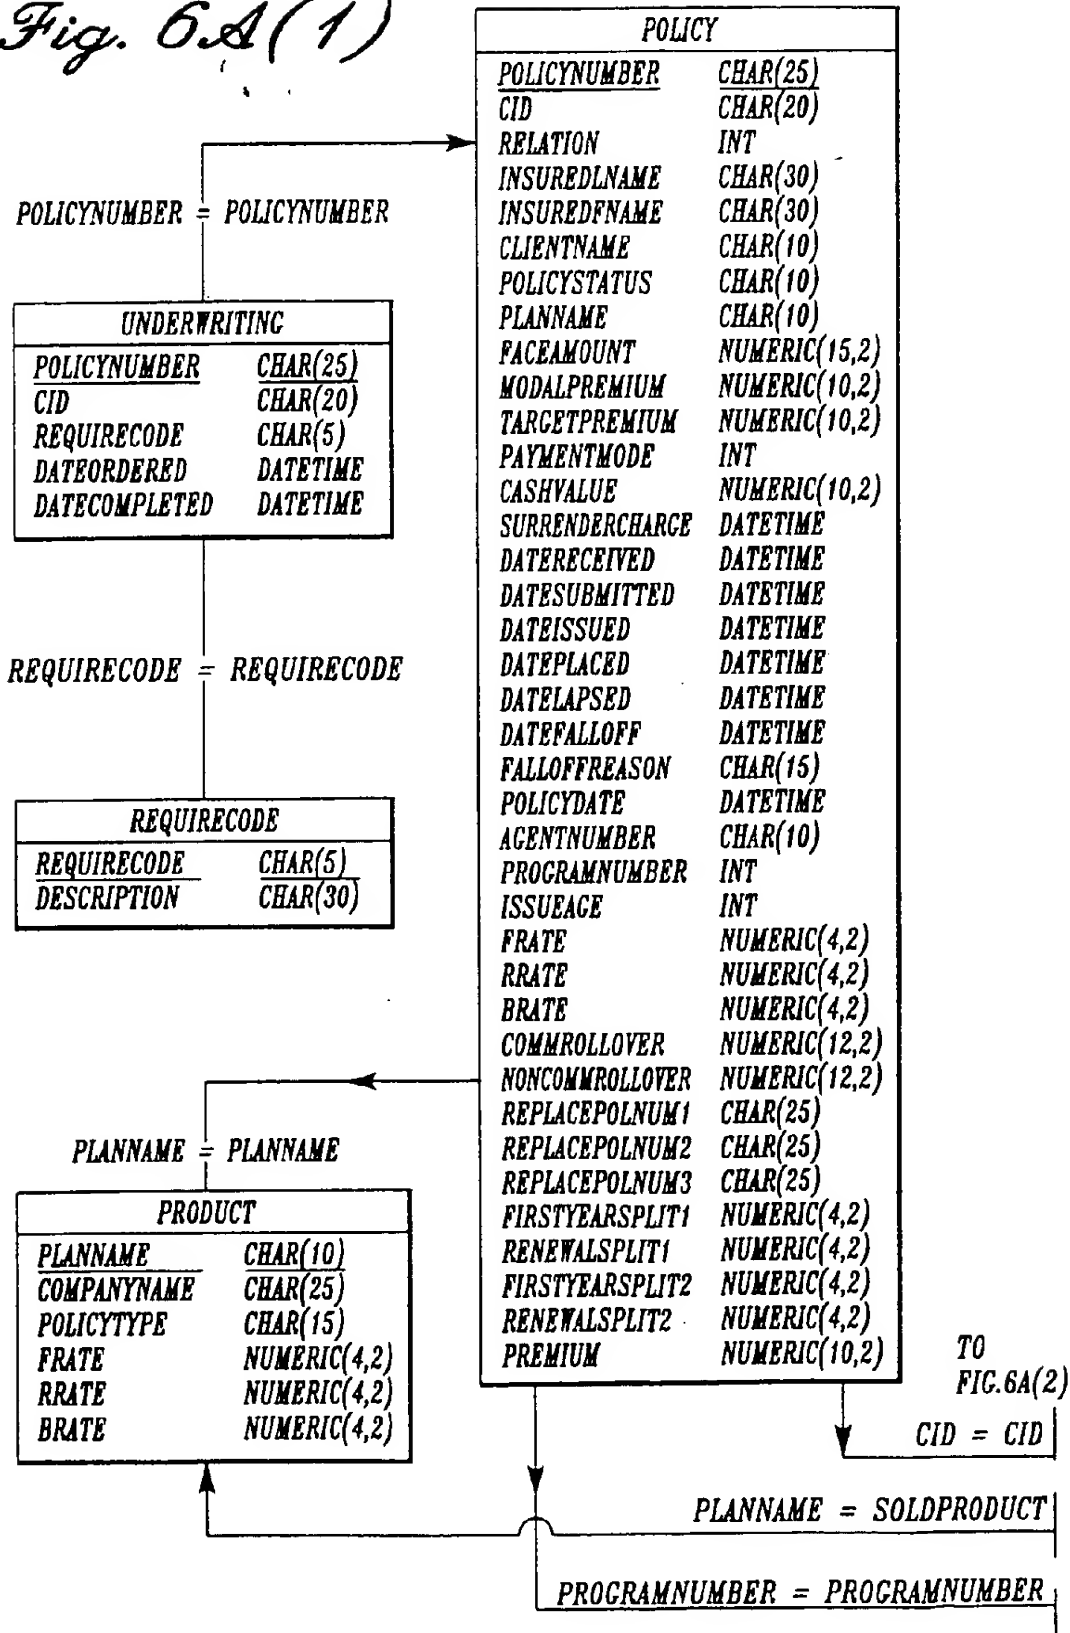 Fig. 6A(1)
POLICY
POLICYNUMBER CHAR(25)
CID CHAR(20)
RELATION INT
INSUREDLNAME CHAR(30)
INSUREDFNAME CHAR(30)
CLIENTNAME CHAR(10)
POLICYSTATUS CHAR(10)
PLANNAME CHAR(10)
FACEAMOUNT NUMERIC(15,2)
MODALPREMIUM NUMERIC(10,2)
TARGETPREMIUM NUMERIC(10,2)
PAYMENTMODE INT
CASHVALUE NUMERIC(10,2)
SURRENDERCHARGE DATETIME
DATERECEIVED DATETIME
DATESUBMITTED DATETIME
DATEISSUED DATETIME
DATEPLACED DATETIME
DATELAPSED DATETIME
DATEFALLOFF DATETIME
FALLOFFREASON CHAR(15)
POLICYDATE DATETIME
AGENTNUMBER CHAR(10)
PROGRAMNUMBER INT
ISSUEAGE INT
FRATE NUMERIC(4,2)
RRATE NUMERIC(4,2)
BRATE NUMERIC(4,2)
COMMROLLOVER NUMERIC(12,2)
NONCOMMROLLOVER NUMERIC(12,2)
REPLACEPOLNUM1 CHAR(25)
REPLACEPOLNUM2 CHAR(25)
REPLACEPOLNUM3 CHAR(25)
FIRSTYEARSPLIT1 NUMERIC(4,2)
RENEWALSPLIT1 NUMERIC(4,2)
FIRSTYEARSPLIT2 NUMERIC(4,2)
RENEWALSPLIT2 NUMERIC(4,2)
PREMIUM NUMERIC(10,2)
POLICYNUMBER = POLICYNUMBER
UNDERWRITING
POLICYNUMBER CHAR(25)
CID CHAR(20)
REQUIRECODE CHAR(5)
DATEORDERED DATETIME
DATECOMPLETED DATETIME
REQUIRECODE = REQUIRECODE
REQUIRECODE
REQUIRECODE CHAR(5)
DESCRIPTION CHAR(30)
PLANNAME = PLANNAME
PRODUCT
PLANNAME CHAR(10)
COMPANYNAME CHAR(25)
POLICYTYPE CHAR(15)
FRATE NUMERIC(4,2)
RRATE NUMERIC(4,2)
BRATE NUMERIC(4,2)
TO
FIG.6A(2)
CID = CID
PLANNAME = SOLDPRODUCT
PROGRAMNUMBER = PROGRAMNUMBER